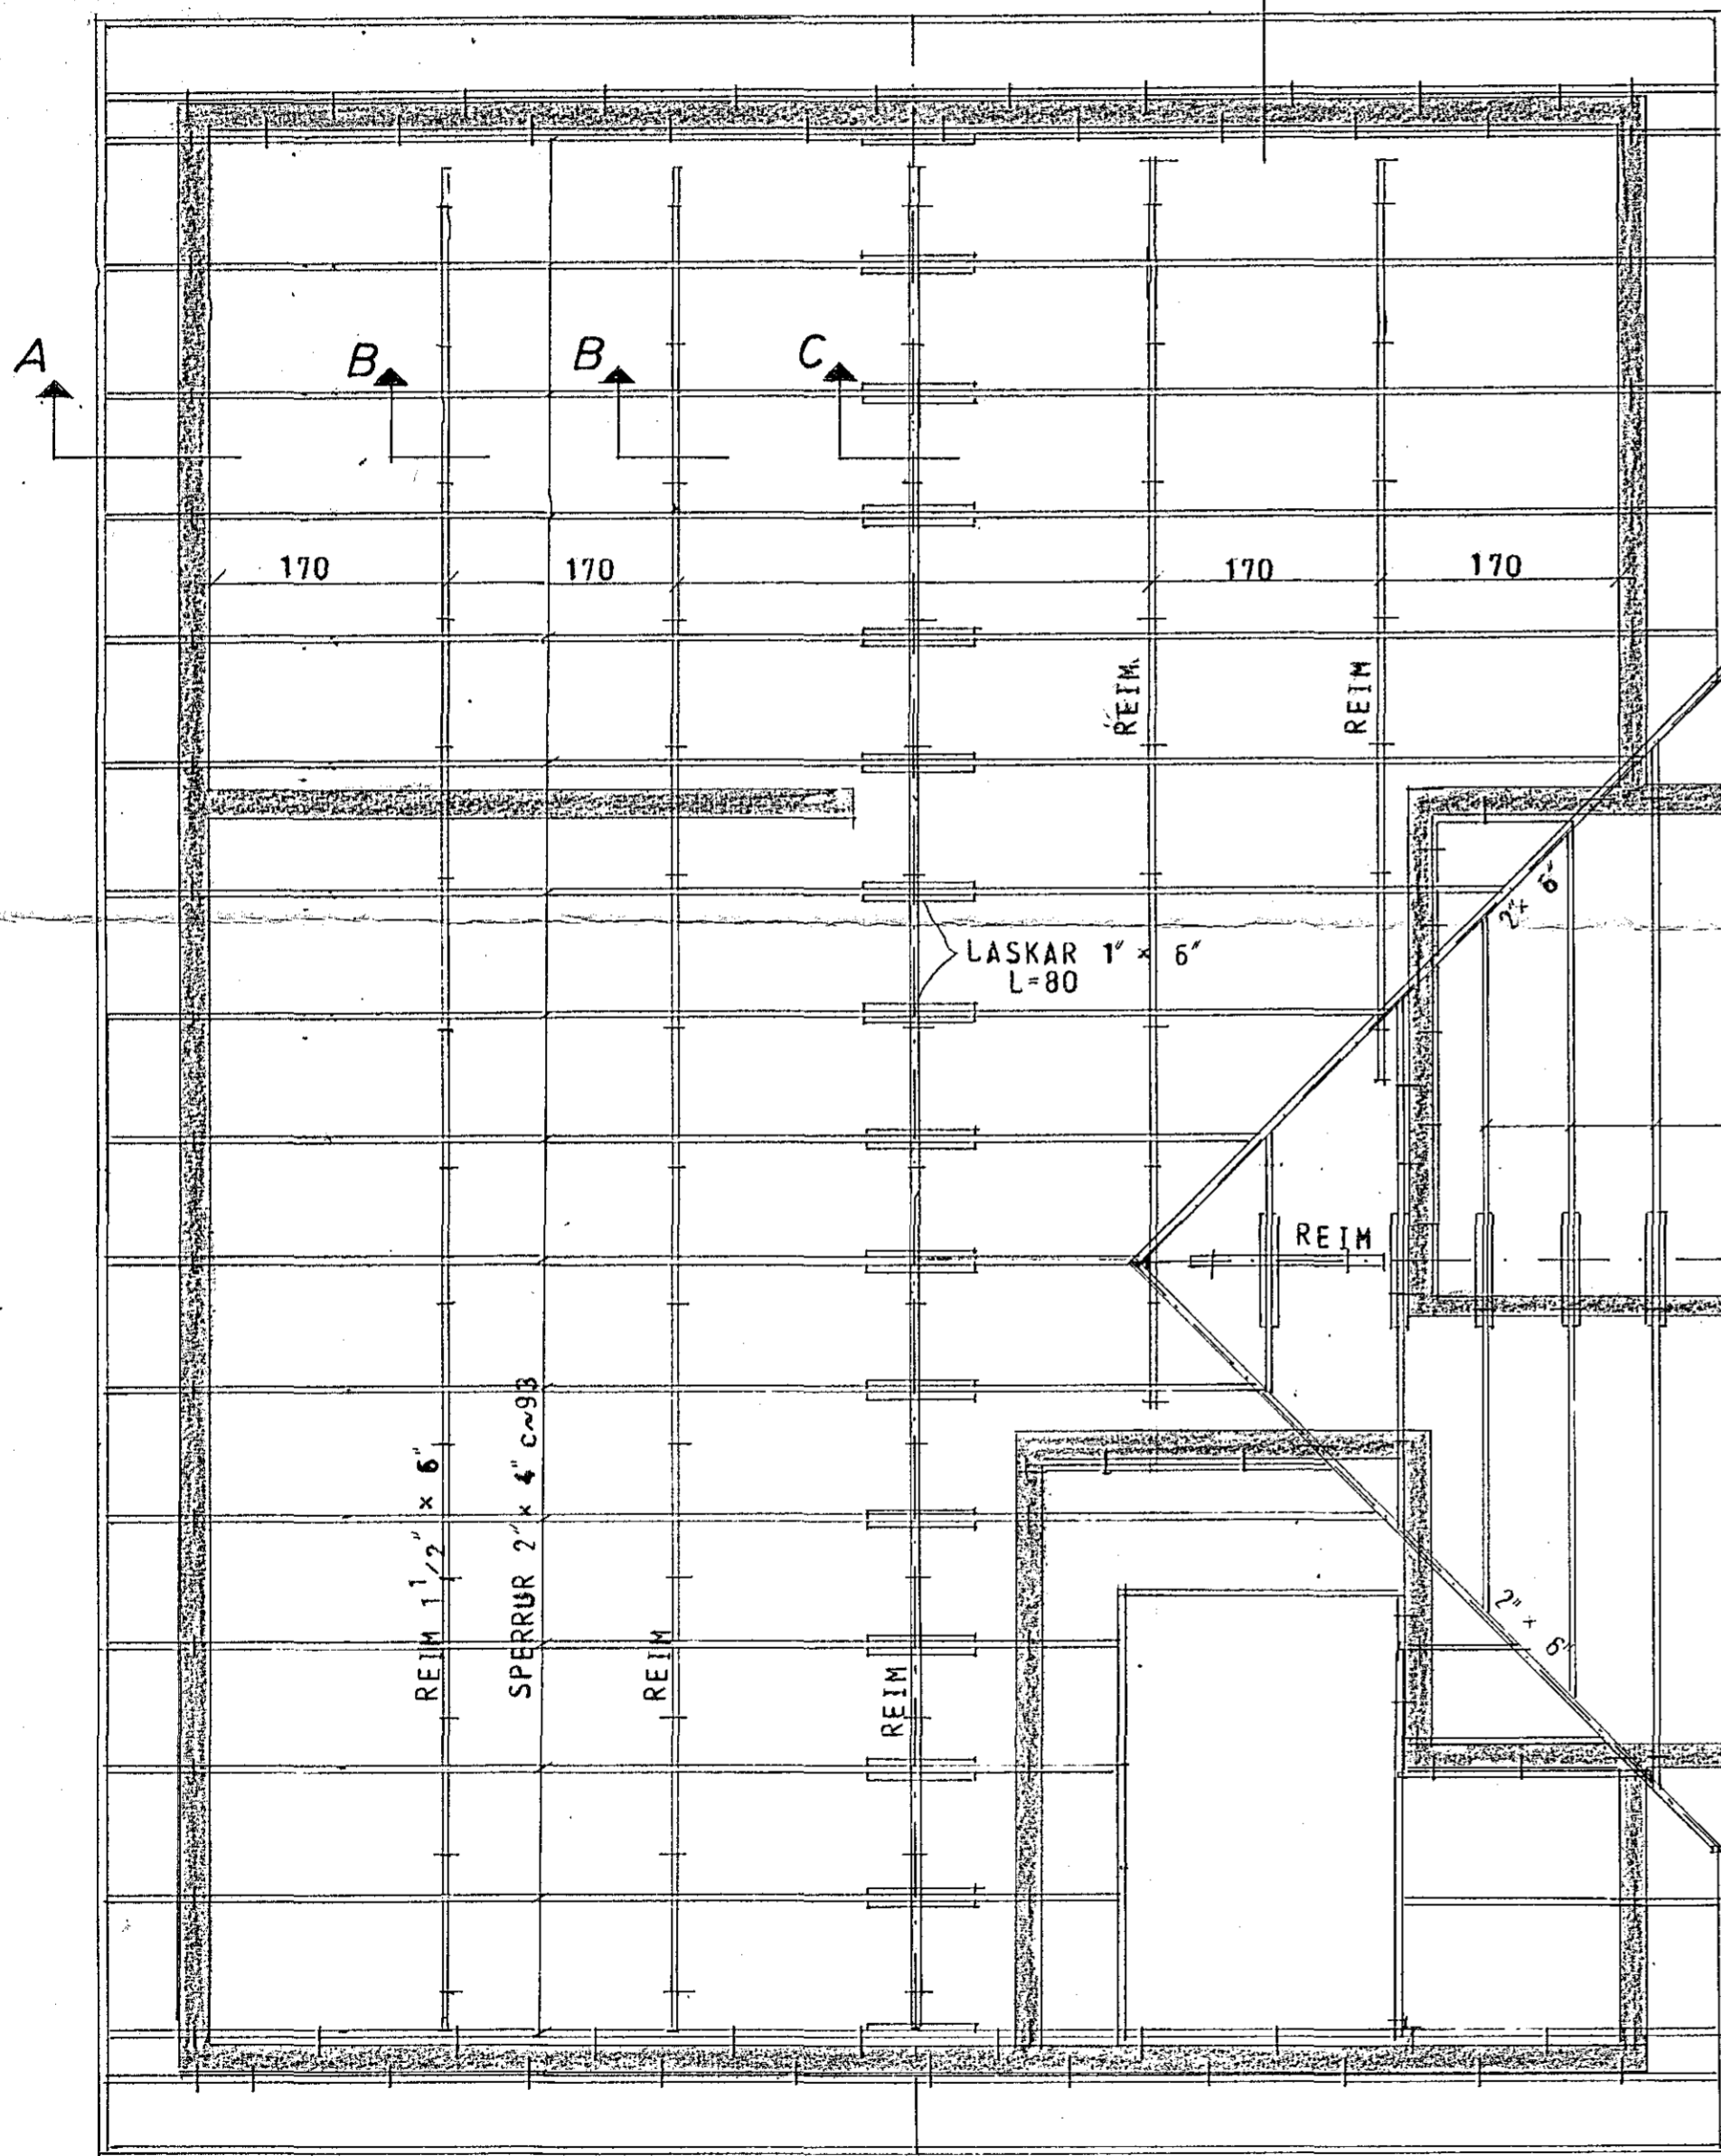 A
B
B
C
170
170
170
170
REIM
REIM
2" × 6"
LASKAR 1" × 6"
L=80
REIM
REIM 1 1/2" × 6"
SPERRUR 2" × 4" c~93
REIM
REIM
2" × 6"